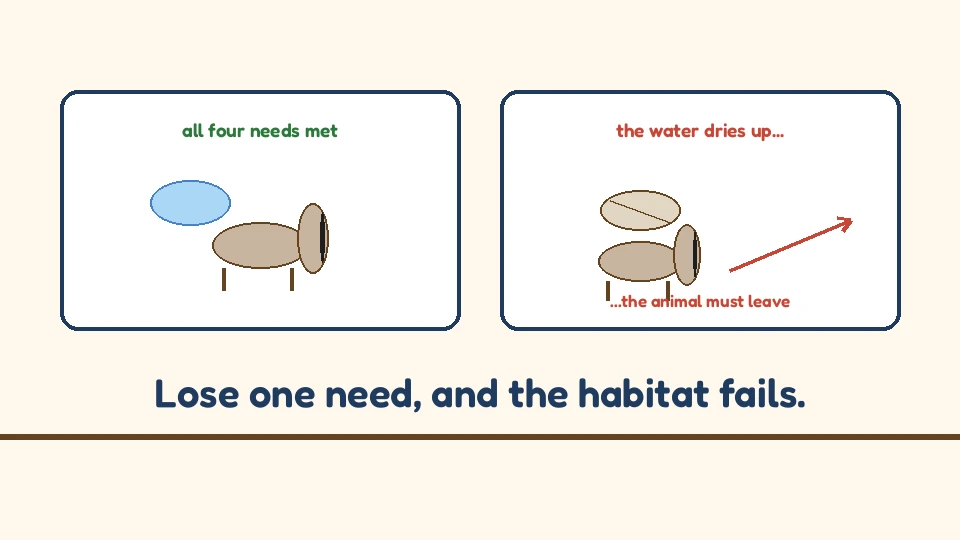 all four needs met
the water dries up...
...the animal must leave
Lose one need, and the habitat fails.